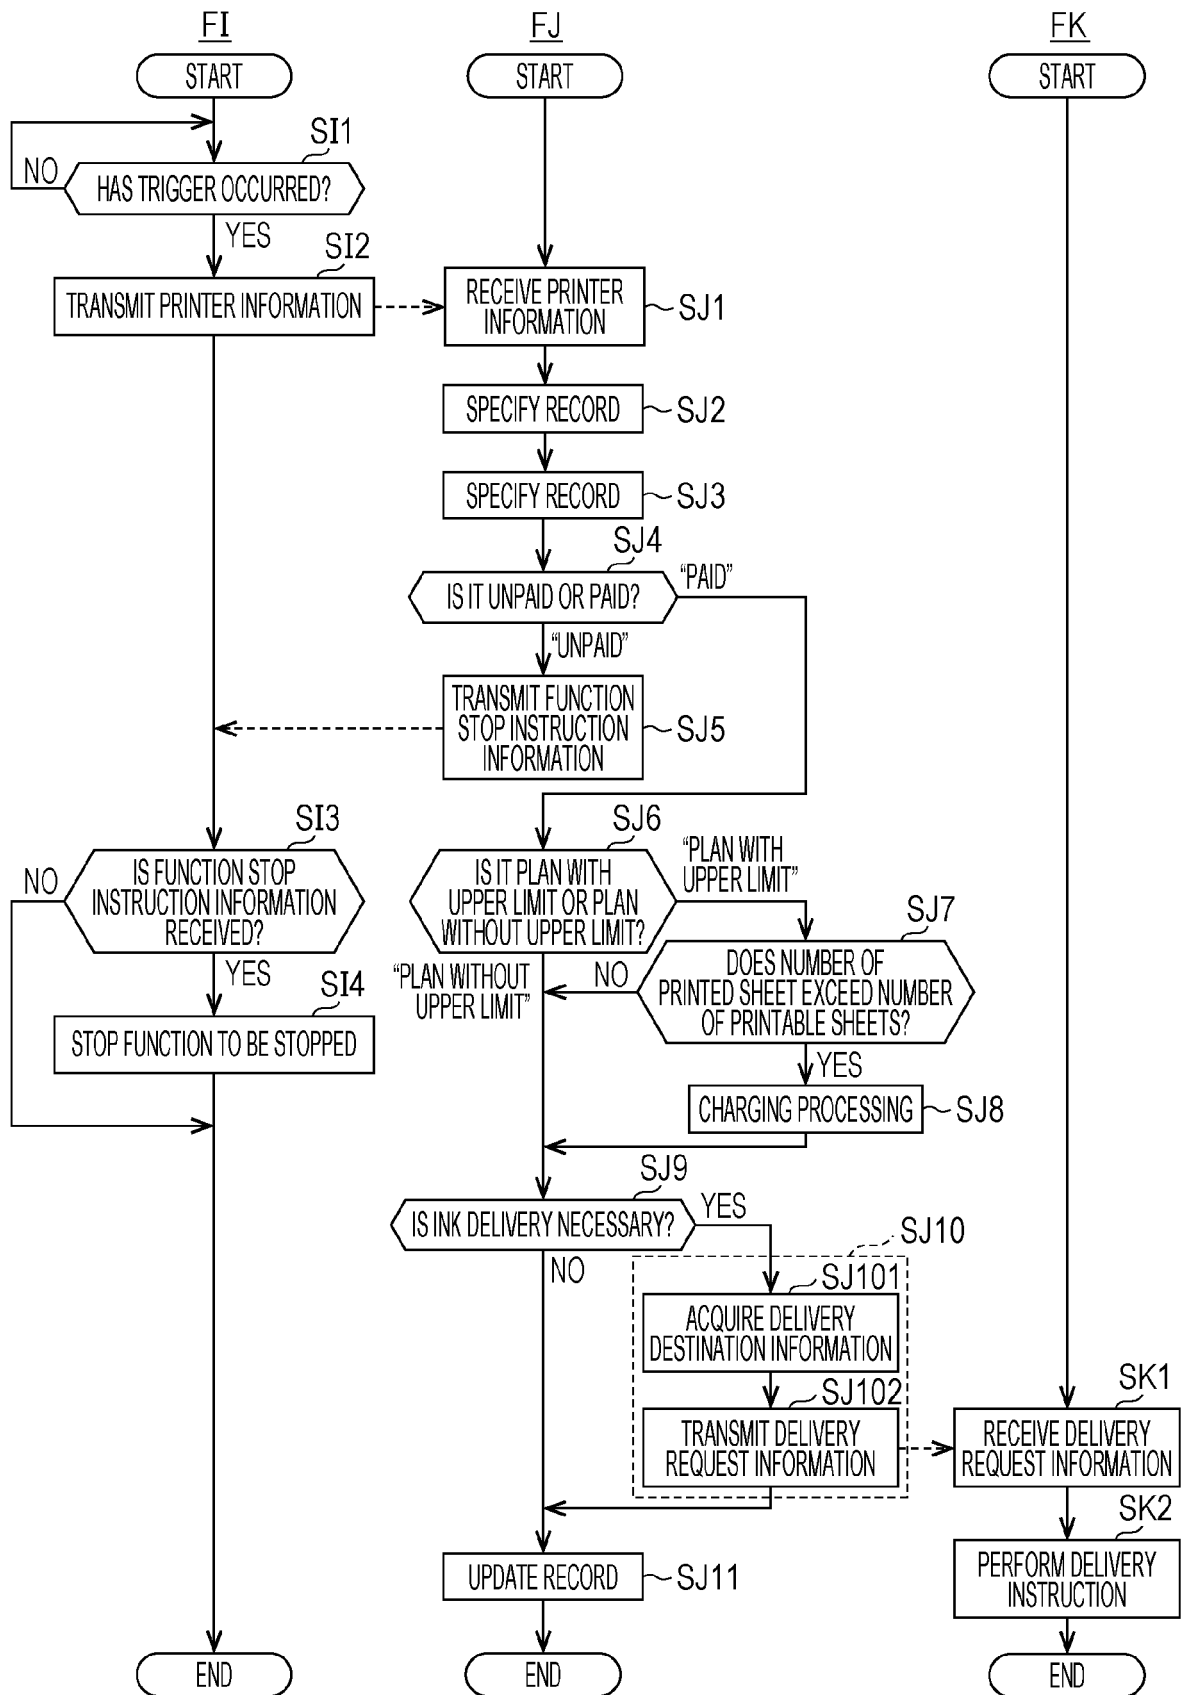 FI
START
SI1
NO
HAS TRIGGER OCCURRED?
YES
SI2
TRANSMIT PRINTER INFORMATION
SI3
NO
IS FUNCTION STOP
INSTRUCTION INFORMATION
RECEIVED?
YES
SI4
STOP FUNCTION TO BE STOPPED
END
FJ
START
RECEIVE PRINTER
INFORMATION
SJ1
SPECIFY RECORD
SJ2
SPECIFY RECORD
SJ3
SJ4
IS IT UNPAID OR PAID?
“PAID”
“UNPAID”
TRANSMIT FUNCTION
STOP INSTRUCTION
INFORMATION
SJ5
SJ6
IS IT PLAN WITH
UPPER LIMIT OR PLAN
WITHOUT UPPER LIMIT?
“PLAN WITH
UPPER LIMIT”
“PLAN WITHOUT
UPPER LIMIT”
SJ7
NO
DOES NUMBER OF
PRINTED SHEET EXCEED NUMBER
OF PRINTABLE SHEETS?
YES
CHARGING PROCESSING
SJ8
SJ9
IS INK DELIVERY NECESSARY?
YES
NO
SJ10
SJ101
ACQUIRE DELIVERY
DESTINATION INFORMATION
SJ102
TRANSMIT DELIVERY
REQUEST INFORMATION
UPDATE RECORD
SJ11
END
FK
START
SK1
RECEIVE DELIVERY
REQUEST INFORMATION
SK2
PERFORM DELIVERY
INSTRUCTION
END